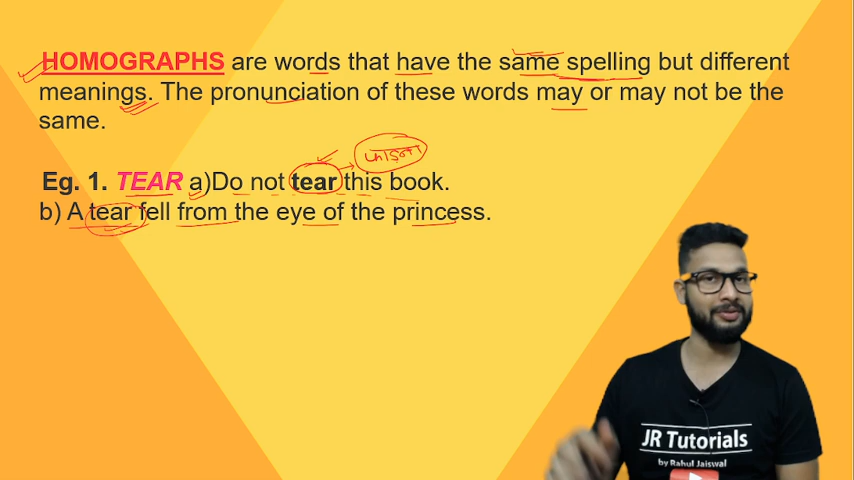 HOMOGRAPHS are words that have the same spelling but different
meanings. The pronunciation of these words may or may not be the
same.
फाड़ना
Eg. 1. TEAR a)Do not tear this book.
b) A tear fell from the eye of the princess.
JR Tutorials
by Rahul Jaiswal